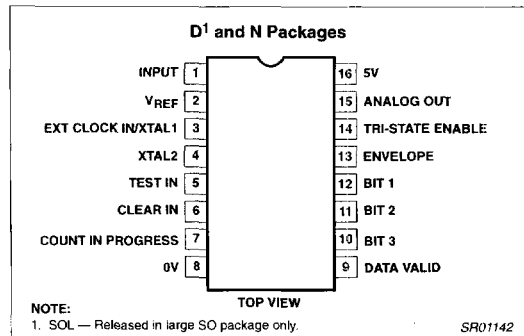 D1 and N Packages
INPUT 1
16 5V
VREF 2
15 ANALOG OUT
EXT CLOCK IN/XTAL1 3
14 TRI-STATE ENABLE
XTAL2 4
13 ENVELOPE
TEST IN 5
12 BIT 1
CLEAR IN 6
11 BIT 2
COUNT IN PROGRESS 7
10 BIT 3
0V 8
9 DATA VALID
TOP VIEW
NOTE:
1. SOL — Released in large SO package only.
SR01142